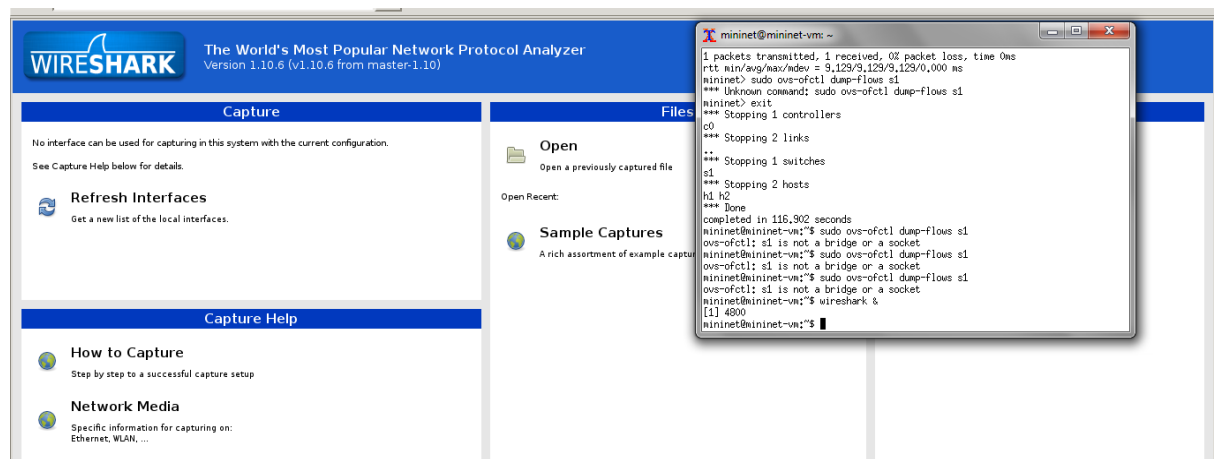 WIRESHARK
The World's Most Popular Network Protocol Analyzer
Version 1.10.6 (v1.10.6 from master-1.10)
Capture
No interface can be used for capturing in this system with the current configuration.
See Capture Help below for details.
Refresh Interfaces
Get a new list of the local interfaces.
Capture Help
How to Capture
Step by step to a successful capture setup
Network Media
Specific information for capturing on:
Ethernet, WLAN, ...
Files
Open
Open a previously captured file
Open Recent:
Sample Captures
A rich assortment of example captur
mininet@mininet-vm: ~
1 packets transmitted, 1 received, 0% packet loss, time 0ms
rtt min/avg/max/mdev = 9.129/9.129/9.129/0.000 ms
mininet> sudo ovs-ofctl dump-flows s1
*** Unknown command: sudo ovs-ofctl dump-flows s1
mininet> exit
*** Stopping 1 controllers
c0
*** Stopping 2 links
..
*** Stopping 1 switches
s1
*** Stopping 2 hosts
h1 h2
*** Done
completed in 116.902 seconds
mininet@mininet-vm:~$ sudo ovs-ofctl dump-flows s1
ovs-ofctl: s1 is not a bridge or a socket
mininet@mininet-vm:~$ sudo ovs-ofctl dump-flows s1
ovs-ofctl: s1 is not a bridge or a socket
mininet@mininet-vm:~$ sudo ovs-ofctl dump-flows s1
ovs-ofctl: s1 is not a bridge or a socket
mininet@mininet-vm:~$ wireshark &
[1] 4800
mininet@mininet-vm:~$